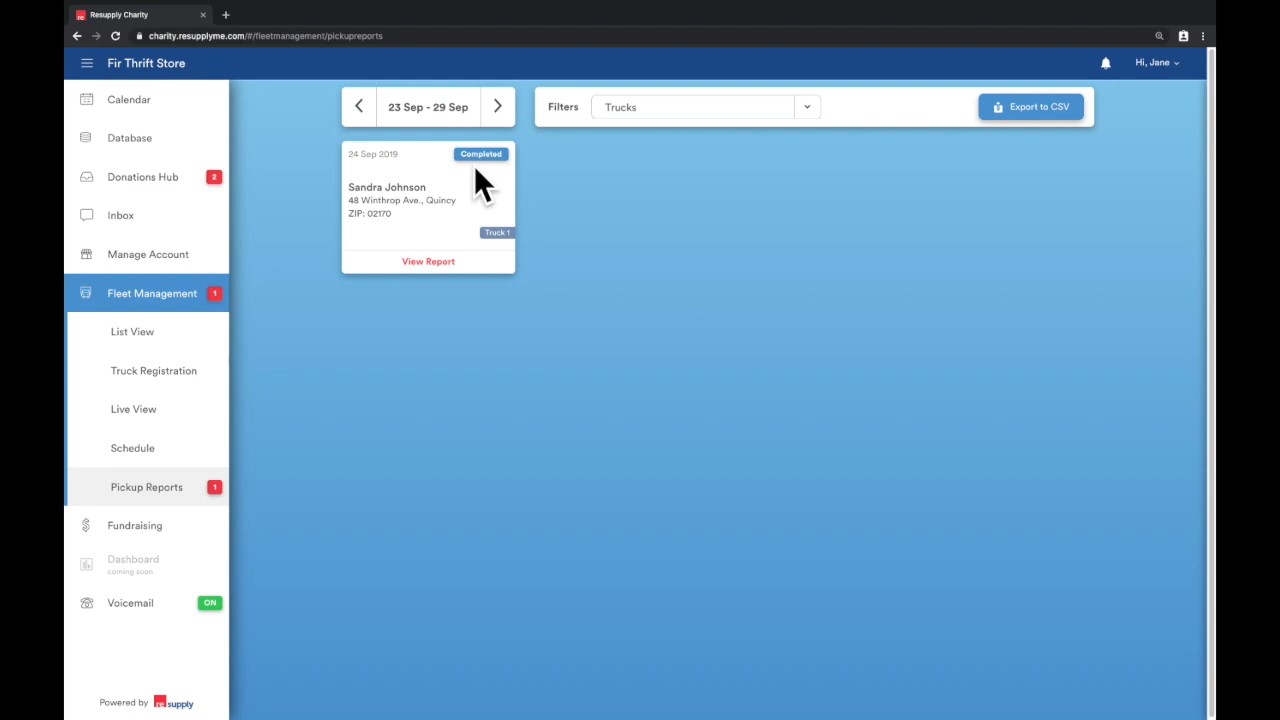 re Resupply Charity
charity.resupplyme.com/#/fleetmanagement/pickupreports
Fir Thrift Store
Hi, Jane
Calendar
Database
Donations Hub 2
Inbox
Manage Account
Fleet Management 1
List View
Truck Registration
Live View
Schedule
Pickup Reports 1
Fundraising
Dashboard
coming soon
Voicemail ON
Powered by re supply
23 Sep - 29 Sep
Filters Trucks
Export to CSV
24 Sep 2019 Completed
Sandra Johnson
48 Winthrop Ave., Quincy
ZIP: 02170
Truck 1
View Report